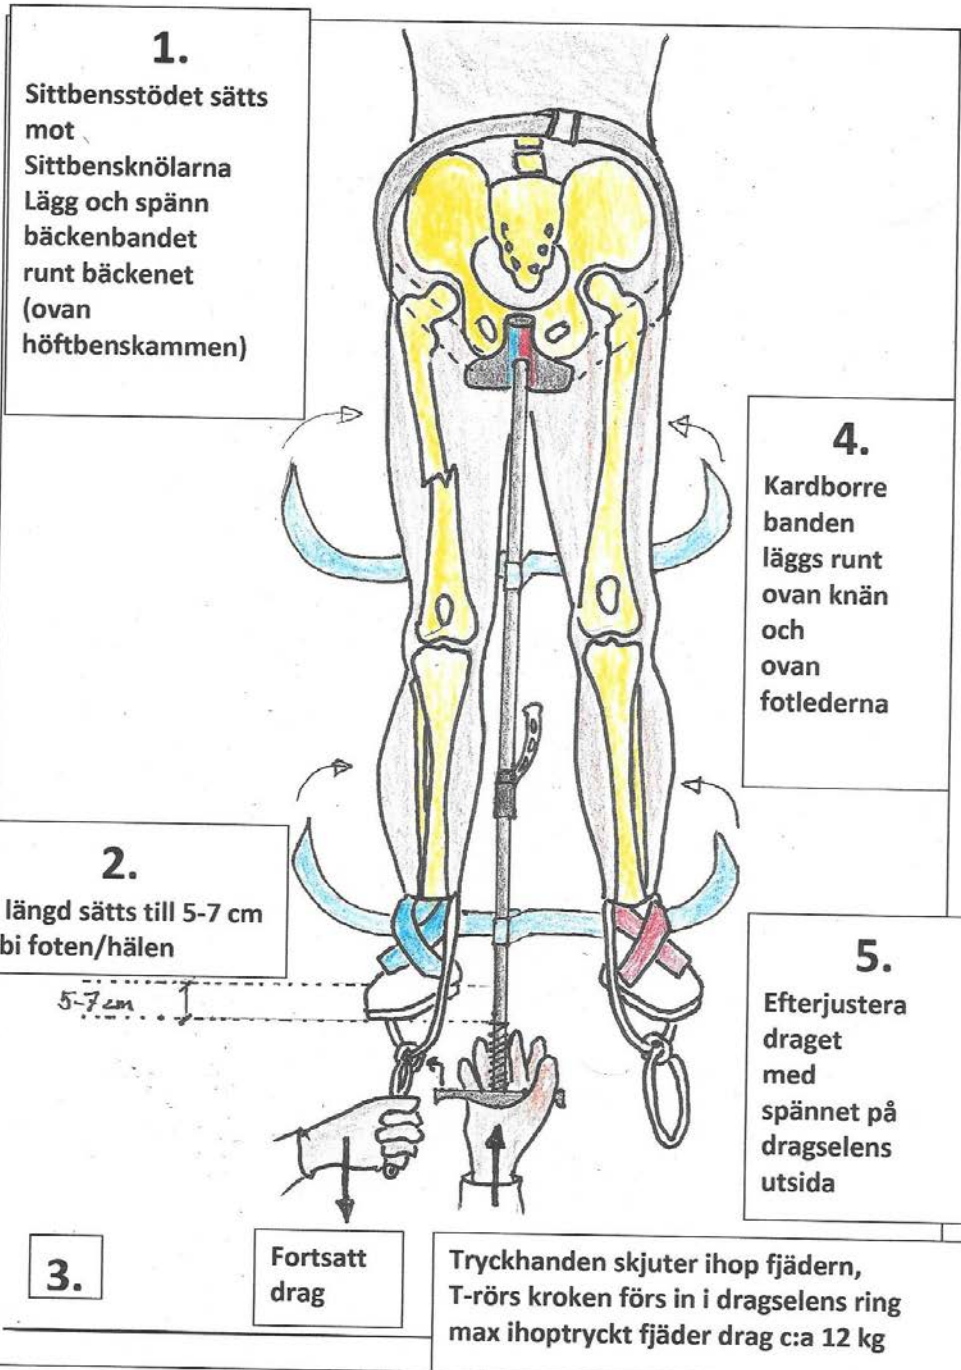 1.
Sittbensstödet sätts
mot
Sittbensknölarna
Lägg och spänn
bäckenbandet
runt bäckenet
(ovan
höftbenskammen)
4.
Kardborre
banden
läggs runt
ovan knän
och
ovan
fotlederna
2.
längd sätts till 5-7 cm
bi foten/hälen
5-7 cm
5.
Efterjustera
draget
med
spännet på
dragselens
utsida
3.
Fortsatt
drag
Tryckhanden skjuter ihop fjädern,
T-rörs kroken förs in i dragselens ring
max ihoptryckt fjäder drag c:a 12 kg